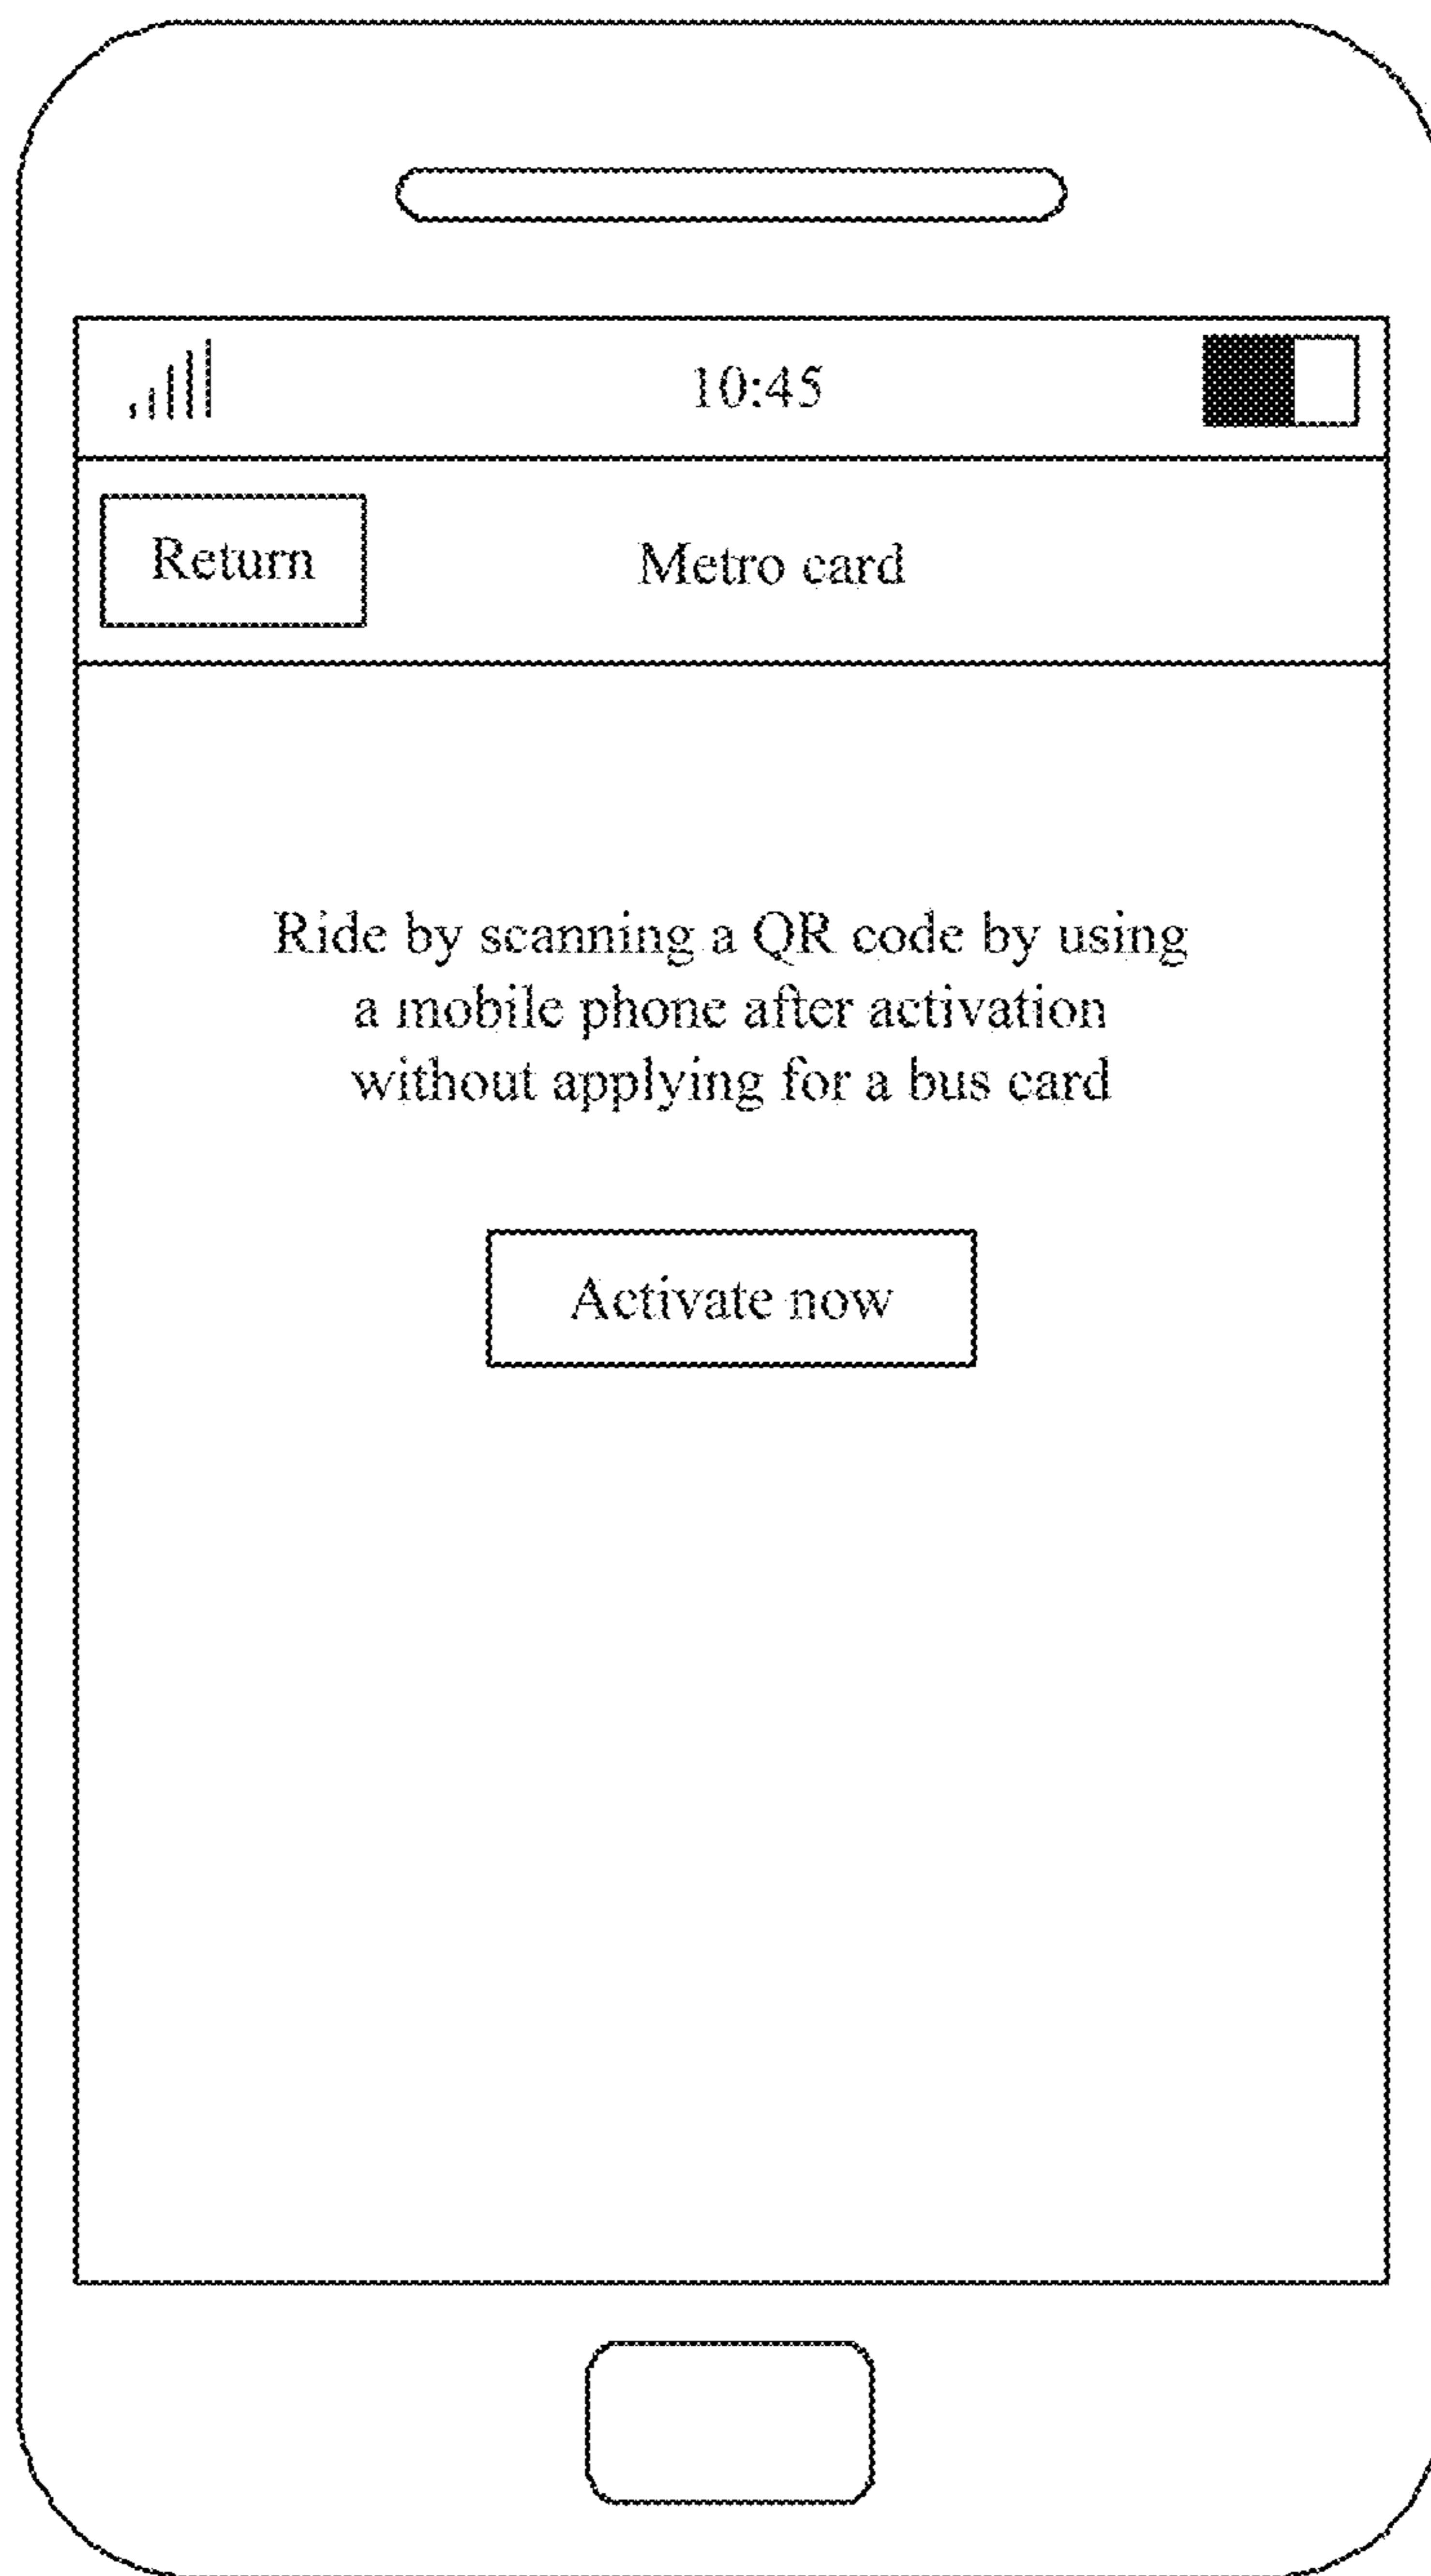 10:45
Return
Metro card
Ride by scanning a QR code by using
a mobile phone after activation
without applying for a bus card
Activate now